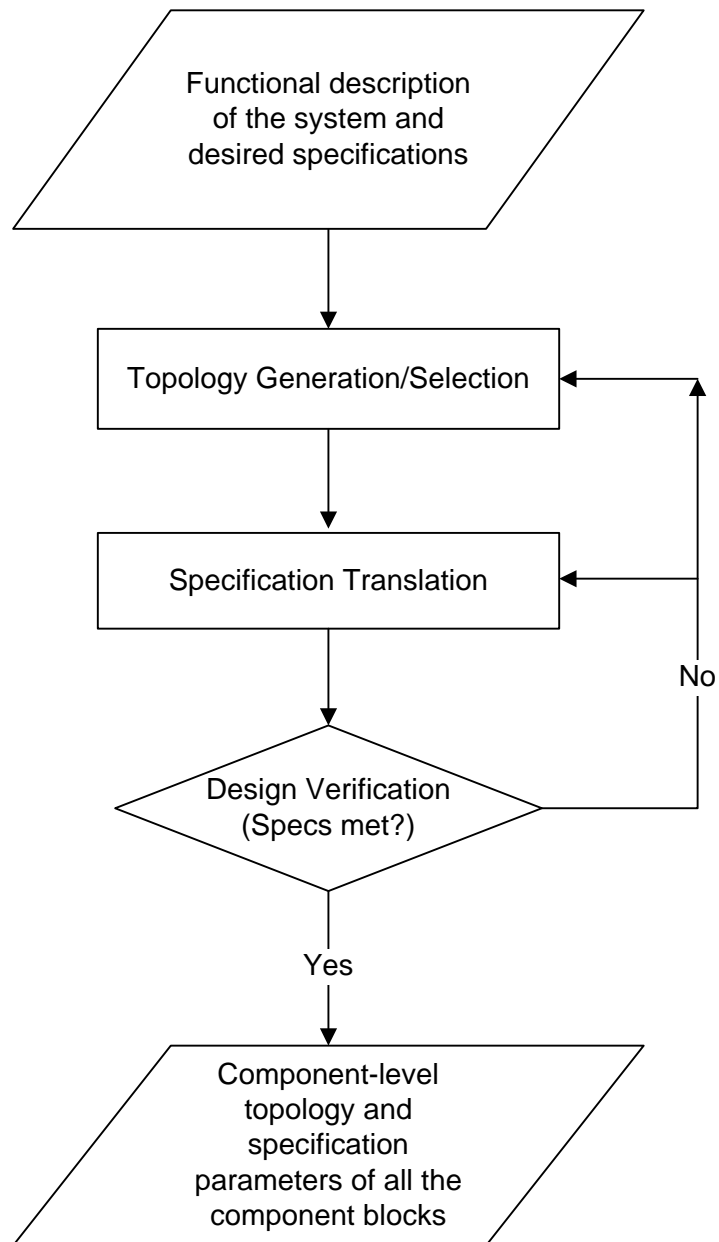 Functional description
of the system and
desired specifications
Topology Generation/Selection
Specification Translation
No
Design Verification
(Specs met?)
Yes
Component-level
topology and
specification
parameters of all the
component blocks